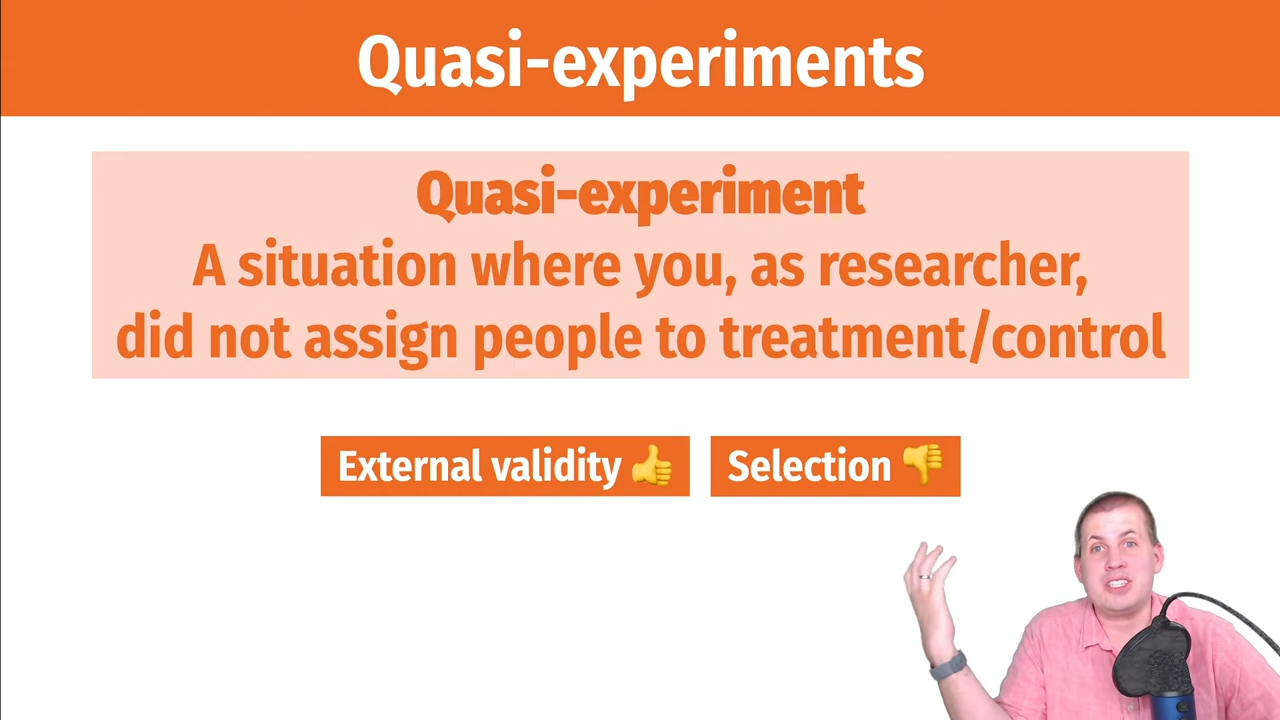 Quasi-experiments
Quasi-experiment
A situation where you, as researcher,
did not assign people to treatment/control
External validity 👍
Selection 👎